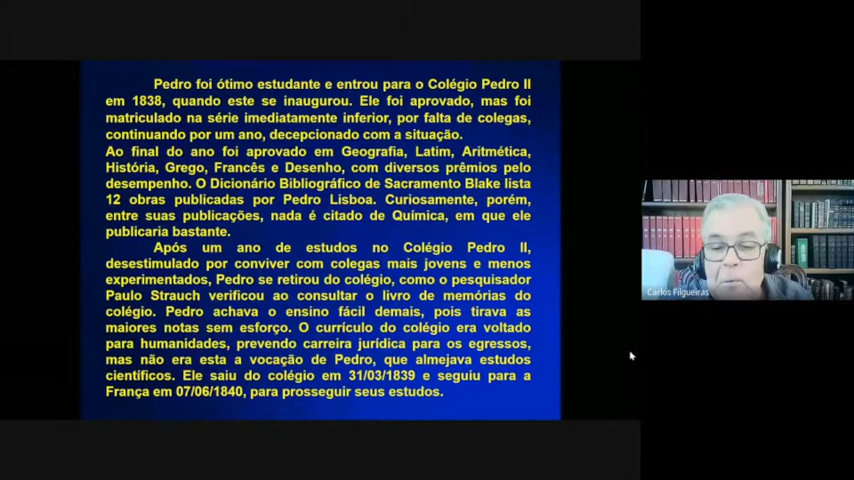 Pedro foi ótimo estudante e entrou para o Colégio Pedro II
em 1838, quando este se inaugurou. Ele foi aprovado, mas foi
matriculado na série imediatamente inferior, por falta de colegas,
continuando por um ano, decepcionado com a situação.
Ao final do ano foi aprovado em Geografia, Latim, Aritmética,
História, Grego, Francês e Desenho, com diversos prêmios pelo
desempenho. O Dicionário Bibliográfico de Sacramento Blake lista
12 obras publicadas por Pedro Lisboa. Curiosamente, porém,
entre suas publicações, nada é citado de Química, em que ele
publicaria bastante.
Após um ano de estudos no Colégio Pedro II,
desestimulado por conviver com colegas mais jovens e menos
experimentados, Pedro se retirou do colégio, como o pesquisador
Paulo Strauch verificou ao consultar o livro de memórias do
colégio. Pedro achava o ensino fácil demais, pois tirava as
maiores notas sem esforço. O currículo do colégio era voltado
para humanidades, prevendo carreira jurídica para os egressos,
mas não era esta a vocação de Pedro, que almejava estudos
científicos. Ele saiu do colégio em 31/03/1839 e seguiu para a
França em 07/06/1840, para prosseguir seus estudos.
Carlos Filgueiras